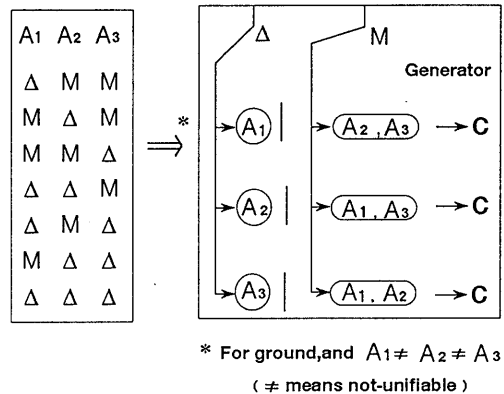 A1 A2 A3
Δ M M
M Δ M
M M Δ
Δ Δ M
Δ M Δ
M Δ Δ
Δ Δ Δ
⇒ *
Δ M
Generator
A1 | A2 , A3 → C
A2 | A1 , A3 → C
A3 | A1 , A2 → C
* For ground,and A1 ≠ A2 ≠ A3
( ≠ means not-unifiable )